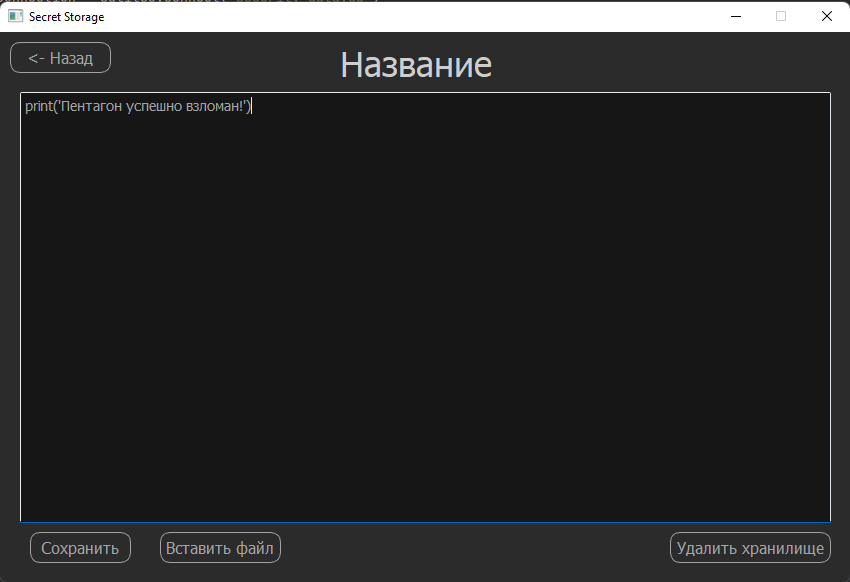 Secret Storage
<- Назад
Название
print('Пентагон успешно взломан!')
Сохранить
Вставить файл
Удалить хранилище